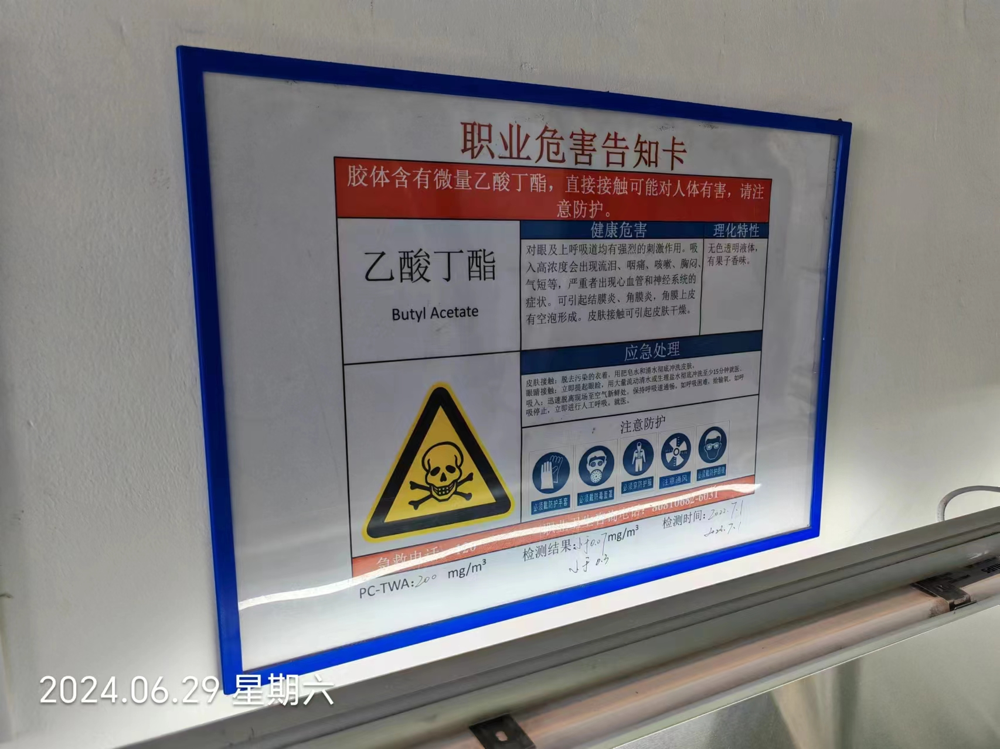 职业危害告知卡
胶体含有微量乙酸丁酯，直接接触可能对人体有害，请注
意防护。
乙酸丁酯
Butyl Acetate
健康危害
对眼及上呼吸道均有强烈的刺激作用。吸
入高浓度会出现流泪、咽痛、咳嗽、胸闷、
气短等，严重者出现心血管和神经系统的
症状。可引起结膜炎、角膜炎，角膜上皮
有空泡形成。皮肤接触可引起皮肤干燥。
理化特性
无色透明液体，
有果子香味。
应急处理
皮肤接触：脱去污染的衣着，用肥皂水和清水彻底冲洗皮肤、
眼睛接触：立即提起眼睑，用大量流动清水或生理盐水彻底冲洗至少15分钟就医、
吸入：迅速脱离现场至空气新鲜处。保持呼吸道通畅。如呼吸困难，给输氧。如呼
吸停止，立即进行人工呼吸。就医。
注意防护
必须戴防护手套
必须戴防毒面罩
必须穿防护服
注意通风
必须戴防护眼镜
急救电话：120
职业卫生咨询电话：80810682-6031
PC-TWA:200 mg/m³
检测结果:小于0.07mg/m³
小于 0.3
检测时间:2022.7.1
7.1
2024.06.29 星期六